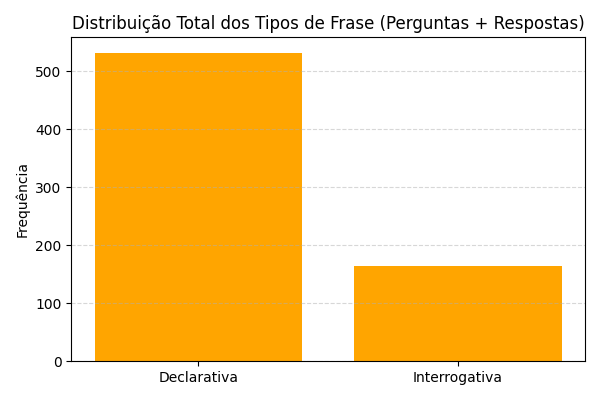 Distribuição Total dos Tipos de Frase (Perguntas + Respostas)
Frequência
500
400
300
200
100
0
Declarativa
Interrogativa